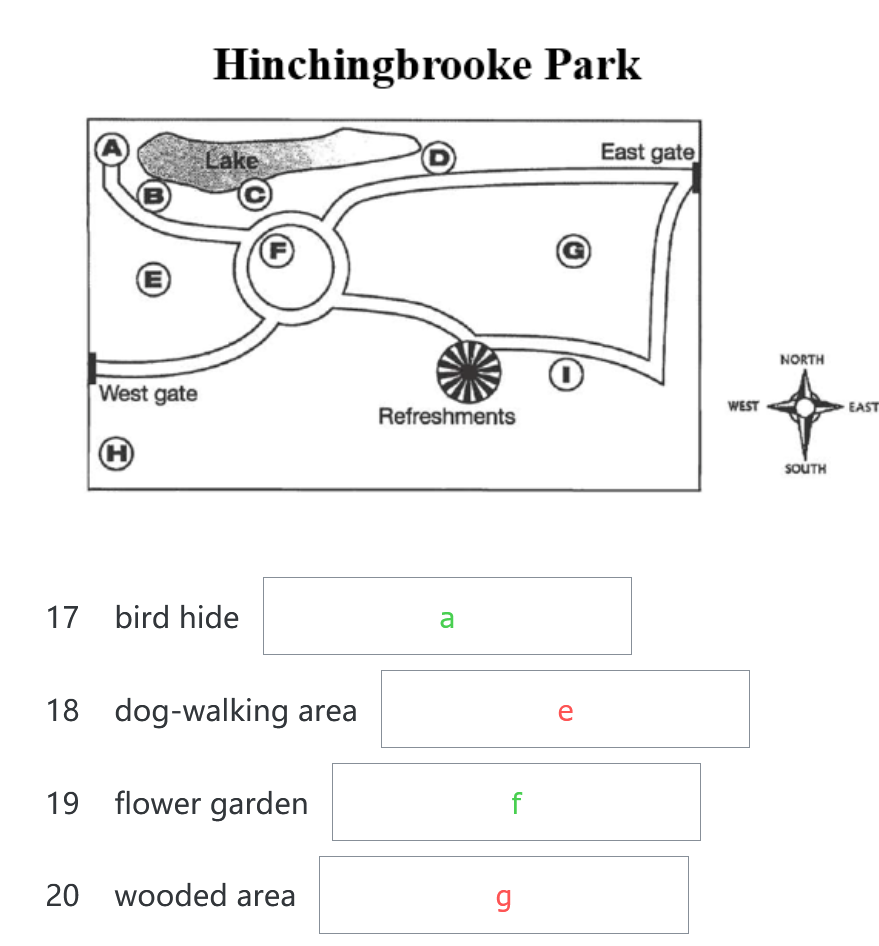 Hinchingbrooke Park
A
Lake
D
East gate
B
C
F
G
E
NORTH
I
West gate
WEST
EAST
Refreshments
H
SOUTH
17 bird hide a
18 dog-walking area e
19 flower garden f
20 wooded area g